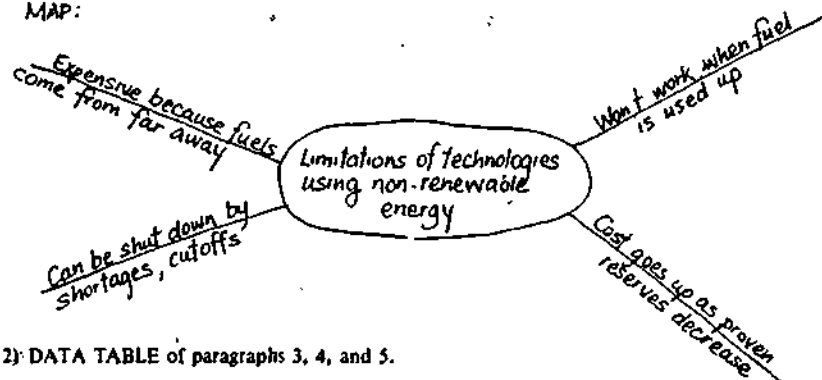 MAP:
Expensive because fuels
come from far away
Won't work when fuel
is used up
Limitations of technologies
using non-renewable
energy
Can be shut down by
shortages, cutoffs
Cost goes up as proven
reserves decrease
2) DATA TABLE of paragraphs 3, 4, and 5.